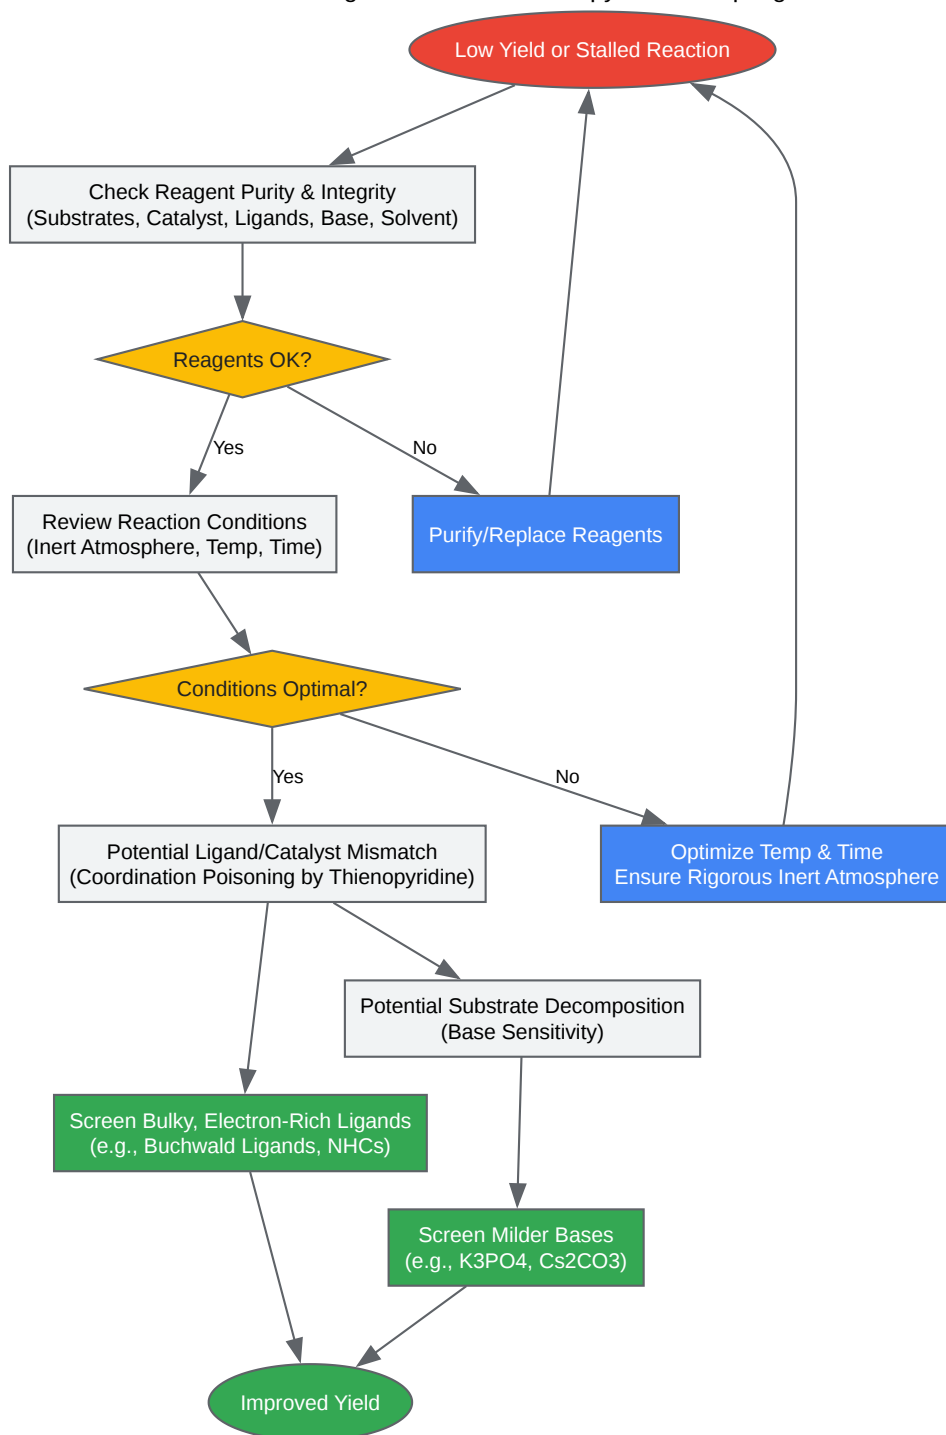 Low Yield or Stalled Reaction
Check Reagent Purity & Integrity
(Substrates, Catalyst, Ligands, Base, Solvent)
Reagents OK?
Yes
No
Review Reaction Conditions
(Inert Atmosphere, Temp, Time)
Purify/Replace Reagents
Conditions Optimal?
Yes
No
Potential Ligand/Catalyst Mismatch
(Coordination Poisoning by Thienopyridine)
Optimize Temp & Time
Ensure Rigorous Inert Atmosphere
Potential Substrate Decomposition
(Base Sensitivity)
Screen Bulky, Electron-Rich Ligands
(e.g., Buchwald Ligands, NHCs)
Screen Milder Bases
(e.g., K3PO4, Cs2CO3)
Improved Yield